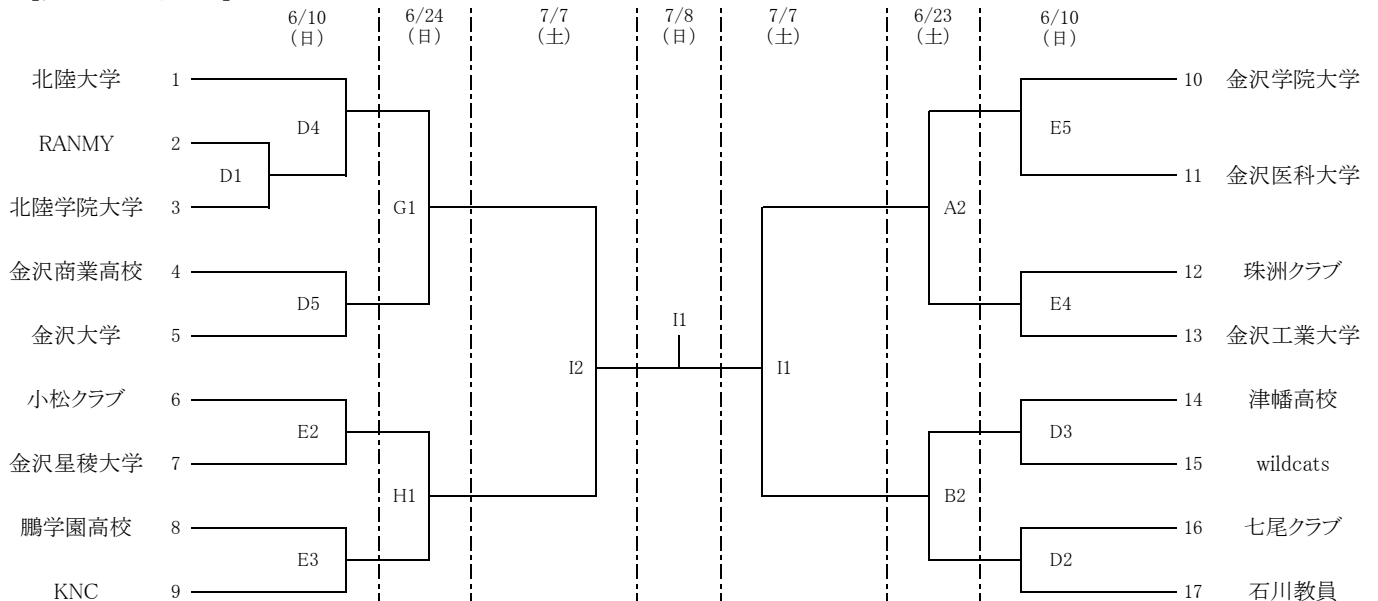 6/10 6/24 7/7 7/8 7/7 6/23 6/10
(日) (日) (土) (日) (土) (土) (日)
北陸大学 1 10 金沢学院大学
D4 E5
RANMY 2
D1 11 金沢医科大学
北陸学院大学 3 G1 A2
金沢商業高校 4 12 珠洲クラブ
D5 E4
I1
金沢大学 5 13 金沢工業大学
I2 I1
小松クラブ 6 14 津幡高校
E2 D3
金沢星稜大学 7 15 wildcats
H1 B2
鵬学園高校 8 16 七尾クラブ
E3 D2
KNC 9 17 石川教員